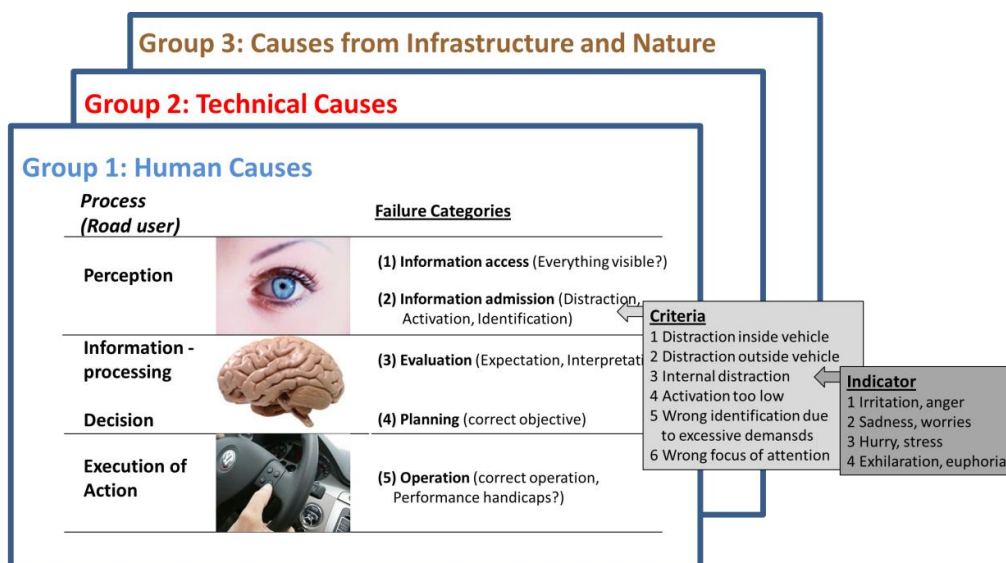 Group 3: Causes from Infrastructure and Nature
Group 2: Technical Causes
Group 1: Human Causes
Process
(Road user)
Failure Categories
Perception
(1) Information access (Everything visible?)
(2) Information admission (Distraction,
Activation, Identification)
Information -
processing
(3) Evaluation (Expectation, Interpretati
Decision
(4) Planning (correct objective)
Execution of
Action
(5) Operation (correct operation,
Performance handicaps?)
Criteria
1 Distraction inside vehicle
2 Distraction outside vehicle
3 Internal distraction
4 Activation too low
5 Wrong identification due
to excessive demansds
6 Wrong focus of attention
Indicator
1 Irritation, anger
2 Sadness, worries
3 Hurry, stress
4 Exhilaration, euphoria